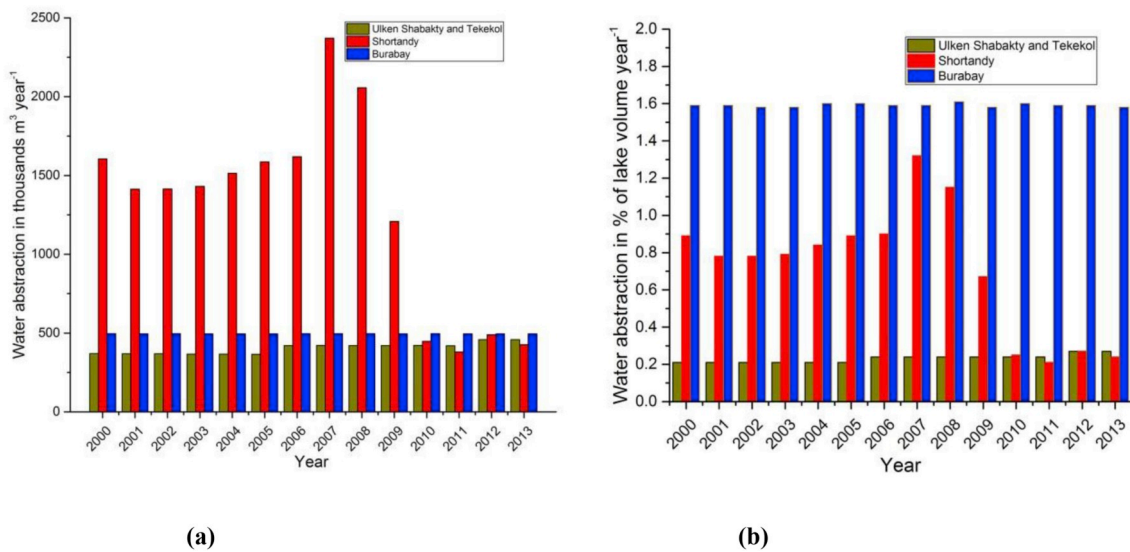 2500
2000
1500
1000
500
0
Water abstraction in thousands m³ year⁻¹
Ulken Shabakty and Tekekol
Shortandy
Burabay
2000 2001 2002 2003 2004 2005 2006 2007 2008 2009 2010 2011 2012 2013
Year
(a)
2.0
1.8
1.6
1.4
1.2
1.0
0.8
0.6
0.4
0.2
0.0
Water abstraction in % of lake volume year⁻¹
Ulken Shabakty and Tekekol
Shortandy
Burabay
2000 2001 2002 2003 2004 2005 2006 2007 2008 2009 2010 2011 2012 2013
Year
(b)